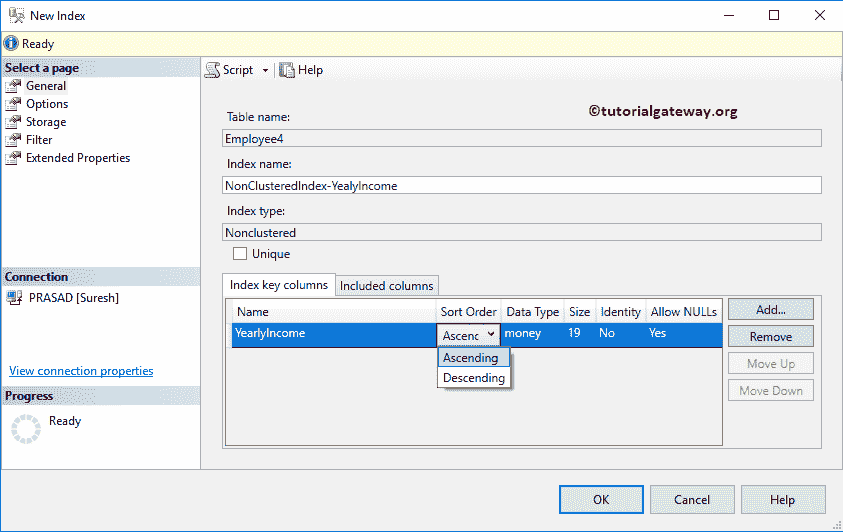 New Index
Ready
Select a page
General
Options
Storage
Filter
Extended Properties
Connection
PRASAD [Suresh]
View connection properties
Progress
Ready
Script Help
©tutorialgateway.org
Table name:
Employee4
Index name:
NonClusteredIndex-YealyIncome
Index type:
Nonclustered
Unique
Index key columns Included columns
Name Sort Order Data Type Size Identity Allow NULLs
YearlyIncome Ascenc money 19 No Yes
Ascending
Descending
Add...
Remove
Move Up
Move Down
OK Cancel Help